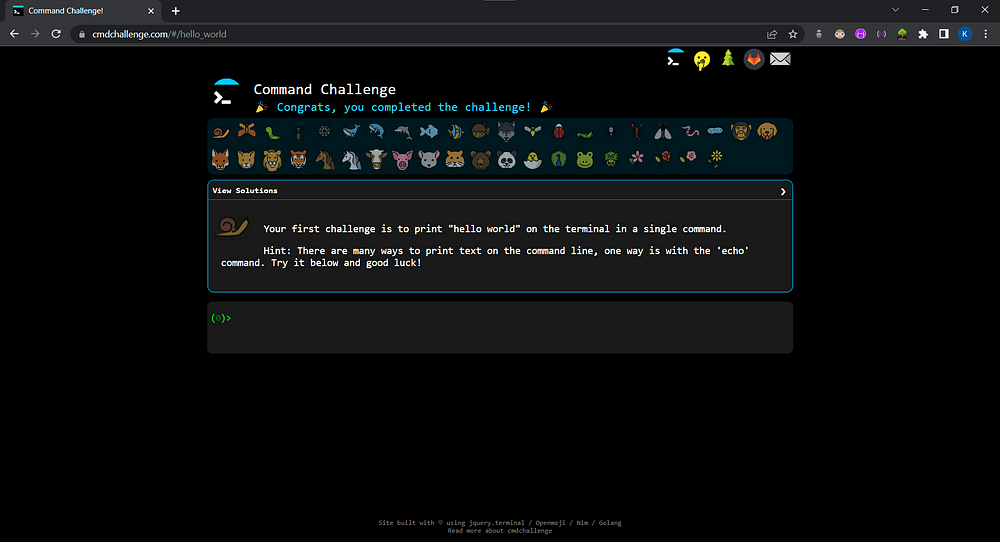 Command Challenge!
cmdchallenge.com/#/hello_world
K
Command Challenge
Congrats, you completed the challenge!
View Solutions
Your first challenge is to print "hello world" on the terminal in a single command.
Hint: There are many ways to print text on the command line, one way is with the 'echo'
command. Try it below and good luck!
(0)>
Site built with ♡ using jquery.terminal / Openmoji / Nim / Golang
Read more about cmdchallenge